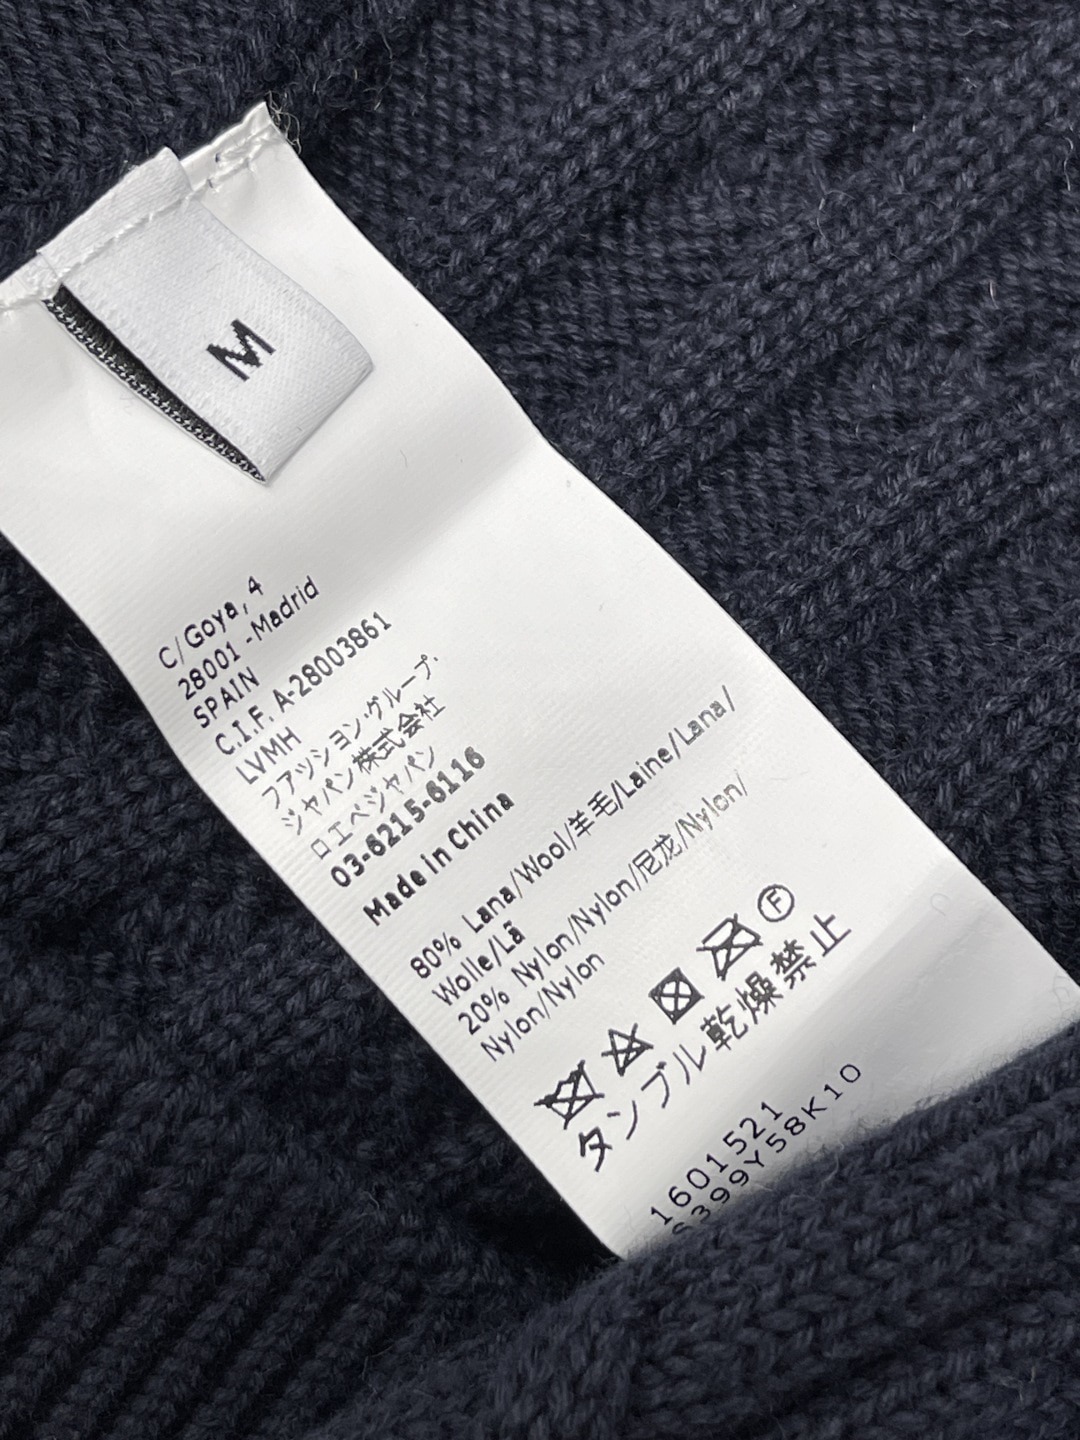 M
C/Goya, 4
28001 -Madrid
SPAIN
C.I.F. A-28003861
LVMH
フアッション・グループ・
ジャパン株式会社
ロエベジャパン
03-6215-6116
Made in China
80% Lana/Wool/羊毛/Laine/Lana/
Wolle/Lã
20% Nylon/Nylon/尼龙/Nylon/
Nylon/Nylon
F
タンブル乾燥禁止
1601521
S399Y58K10